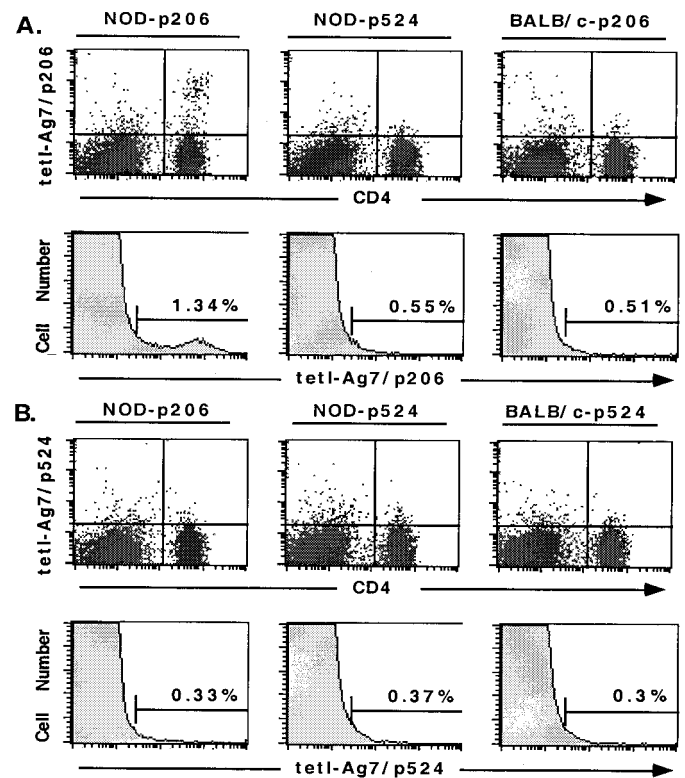 A.
NOD-p206 NOD-p524 BALB/c-p206
tetI-Ag7/p206
CD4
Cell Number
1.34% 0.55% 0.51%
tetI-Ag7/p206
B.
NOD-p206 NOD-p524 BALB/c-p524
tetI-Ag7/p524
CD4
Cell Number
0.33% 0.37% 0.3%
tetI-Ag7/p524